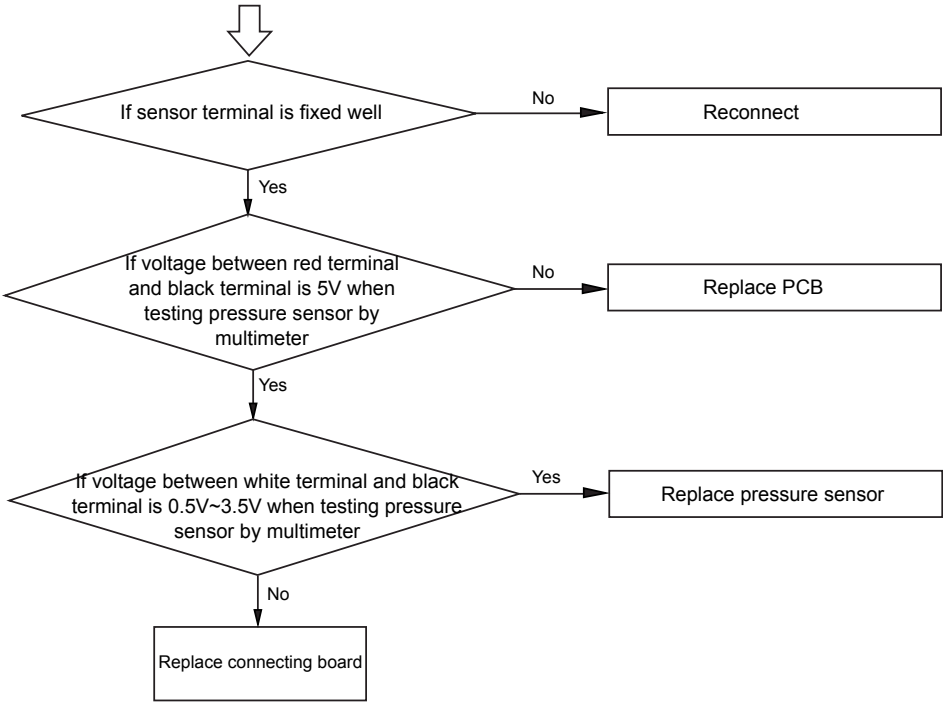 If sensor terminal is fixed well
No
Reconnect
Yes
If voltage between red terminal
and black terminal is 5V when
testing pressure sensor by
multimeter
No
Replace PCB
Yes
If voltage between white terminal and black
terminal is 0.5V~3.5V when testing pressure
sensor by multimeter
Yes
Replace pressure sensor
No
Replace connecting board